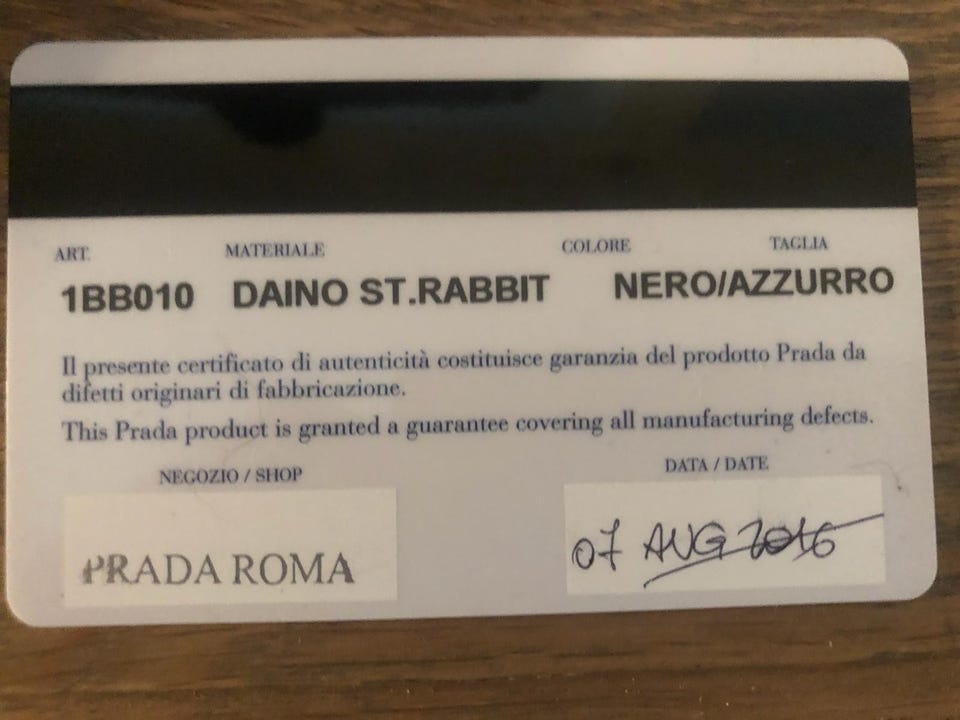 ART. MATERIALE COLORE TAGLIA
1BB010 DAINO ST.RABBIT NERO/AZZURRO
Il presente certificato di autenticità costituisce garanzia del prodotto Prada da
difetti originari di fabbricazione.
This Prada product is granted a guarantee covering all manufacturing defects.
NEGOZIO / SHOP DATA / DATE
PRADA ROMA 07 AUG 2016